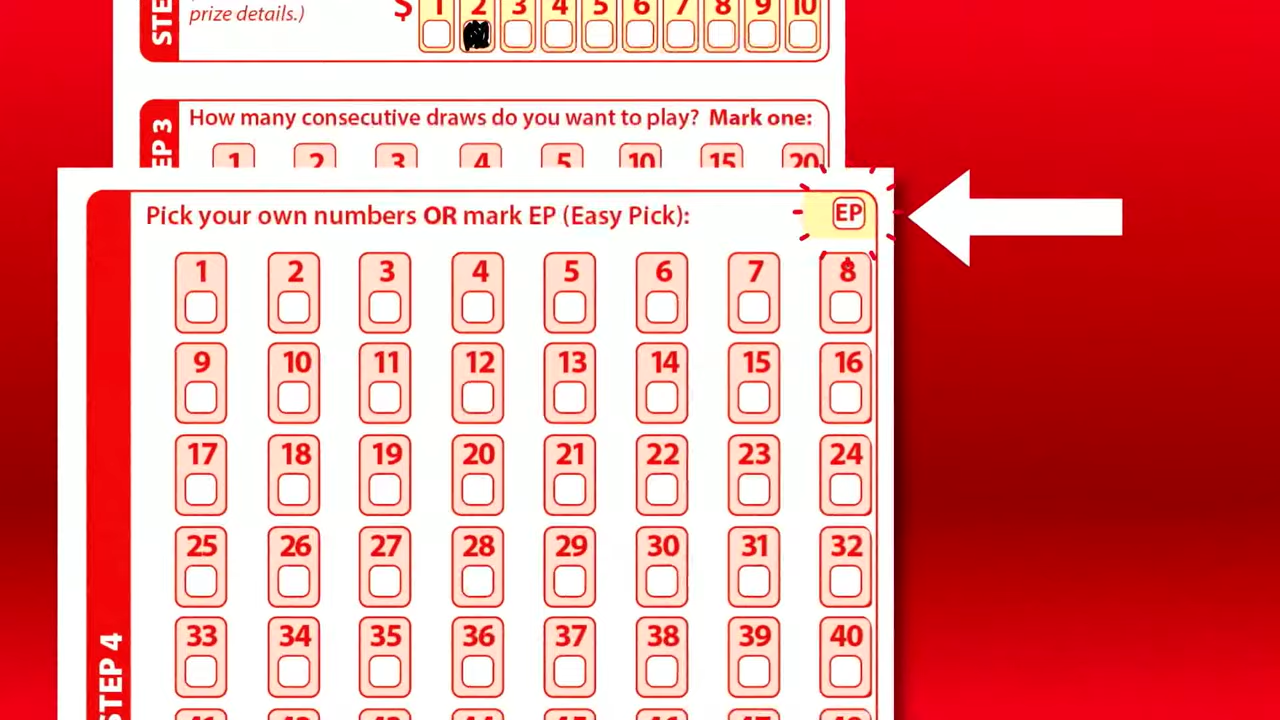 prize details.)
$ 1 2 3 4 5 6 7 8 9 10
STE
How many consecutive draws do you want to play? Mark one:
EP 3
1 2 3 4 5 10 15 20
Pick your own numbers OR mark EP (Easy Pick): EP
1 2 3 4 5 6 7 8
9 10 11 12 13 14 15 16
17 18 19 20 21 22 23 24
25 26 27 28 29 30 31 32
33 34 35 36 37 38 39 40
STEP 4